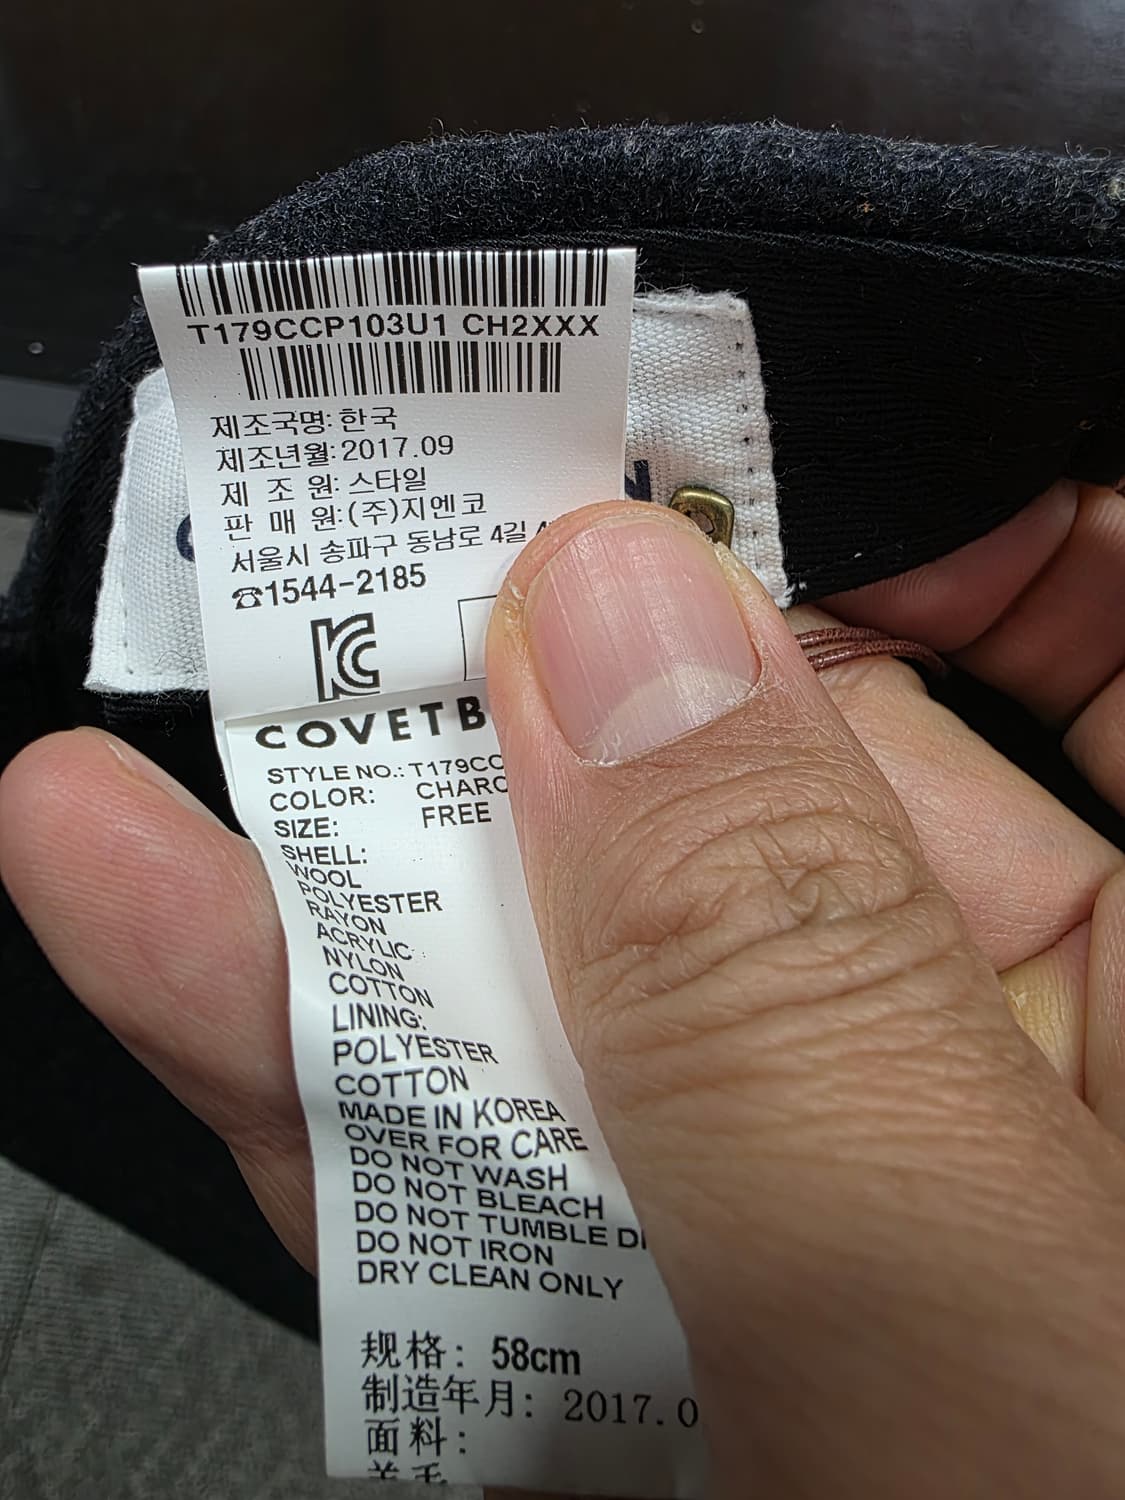 T179CCP103U1 CH2XXX
제조국명: 한국
제조년월: 2017.09
제 조 원: 스타일
판 매 원: (주)지엔코
서울시 송파구 동남로 4길
☎1544-2185
COVETB
STYLE NO.: T179CC
COLOR: CHARC
SIZE: FREE
SHELL:
WOOL
POLYESTER
RAYON
ACRYLIC
NYLON
COTTON
LINING:
POLYESTER
COTTON
MADE IN KOREA
OVER FOR CARE
DO NOT WASH
DO NOT BLEACH
DO NOT TUMBLE
DO NOT IRON
DRY CLEAN ONLY
规格: 58cm
制造年月: 2017.0
面料: